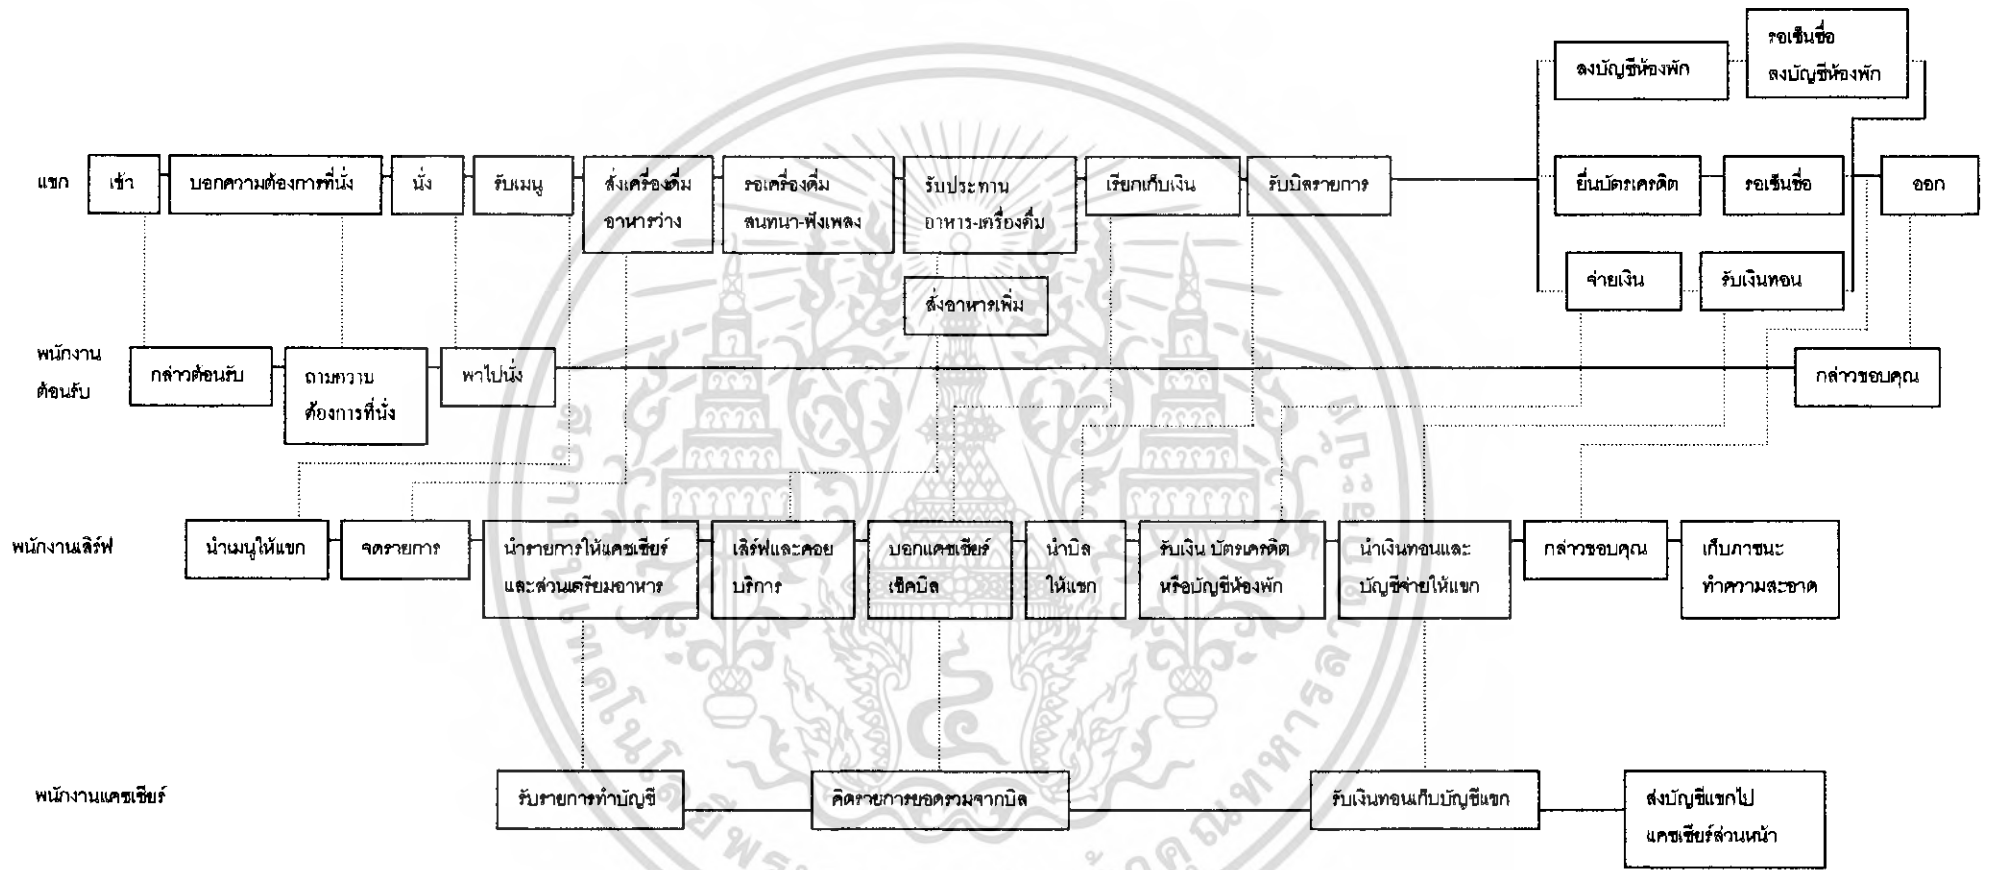 ลงบัญชีห้องพัก
รอเซ็นชื่อ
ลงบัญชีห้องพัก
แขก
เข้า
บอกความต้องการที่นั่ง
นั่ง
รับเมนู
สั่งเครื่องดื่ม
อาหารว่าง
รอเครื่องดื่ม
สนทนา-ฟังเพลง
รับประทาน
อาหาร-เครื่องดื่ม
เรียกเก็บเงิน
รับบิลรายการ
ยื่นบัตรเครดิต
รอเซ็นชื่อ
ออก
สั่งอาหารเพิ่ม
จ่ายเงิน
รับเงินทอน
พนักงาน
ต้อนรับ
กล่าวต้อนรับ
ถามความ
ต้องการที่นั่ง
พาไปนั่ง
กล่าวขอบคุณ
พนักงานเสิร์ฟ
นำเมนูให้แขก
จดรายการ
นำรายการให้แคชเชียร์
และส่วนเตรียมอาหาร
เสิร์ฟและคอย
บริการ
บอกแคชเชียร์
เช็คบิล
นำบิล
ให้แขก
รับเงิน บัตรเครดิต
หรือบัญชีห้องพัก
นำเงินทอนและ
บัญชีจ่ายให้แขก
กล่าวขอบคุณ
เก็บภาชนะ
ทำความสะอาด
พนักงานแคชเชียร์
รับรายการทำบัญชี
คิดรายการยอดรวมจากบิล
รับเงินทอนเก็บบัญชีแขก
ส่งบัญชีแขกไป
แคชเชียร์ส่วนหน้า